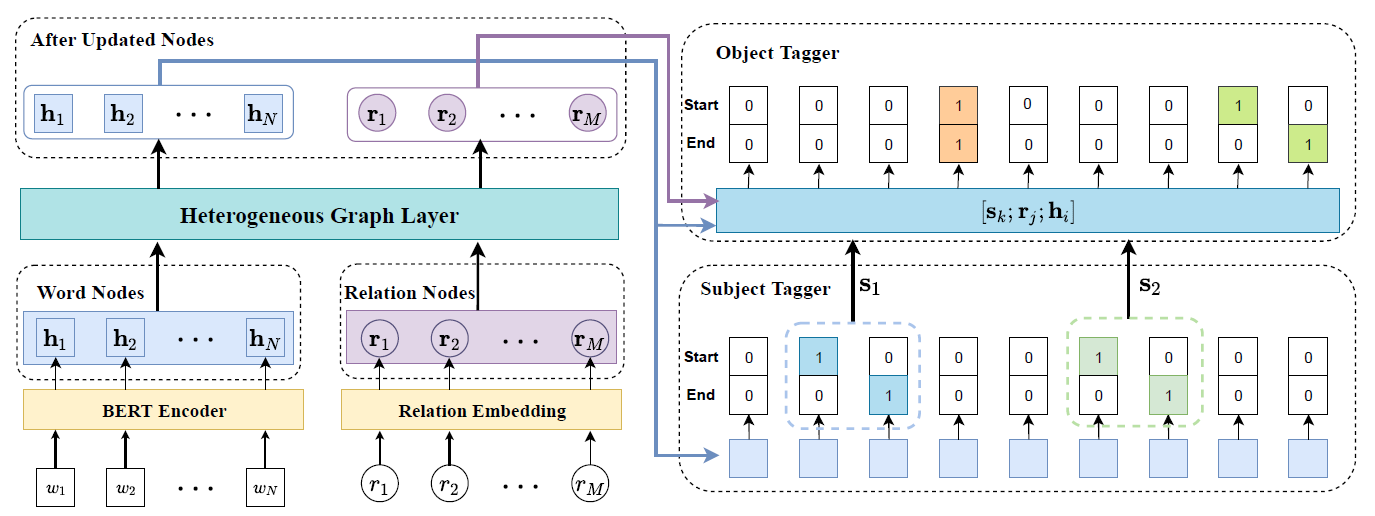 After Updated Nodes
h1 h2 ··· hN
r1 r2 ··· rM
Heterogeneous Graph Layer
Word Nodes
h1 h2 ··· hN
Relation Nodes
r1 r2 ··· rM
BERT Encoder
Relation Embedding
w1 w2 ··· wN
r1 r2 ··· rM
Object Tagger
Start 0 0 0 1 0 0 0 1 0
End 0 0 0 1 0 0 0 0 1
[sk; rj; hi]
s1 s2
Subject Tagger
Start 0 1 0 0 0 1 0 0 0
End 0 0 1 0 0 0 1 0 0